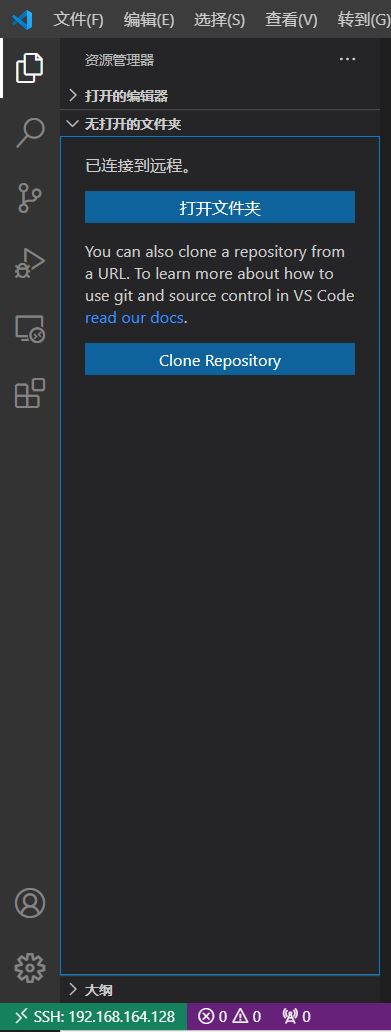 文件(F) 编辑(E) 选择(S) 查看(V) 转到(G)
资源管理器
打开的编辑器
无打开的文件夹
已连接到远程。
打开文件夹
You can also clone a repository from
a URL. To learn more about how to
use git and source control in VS Code
read our docs.
Clone Repository
大纲
SSH: 192.168.164.128 0 0 0